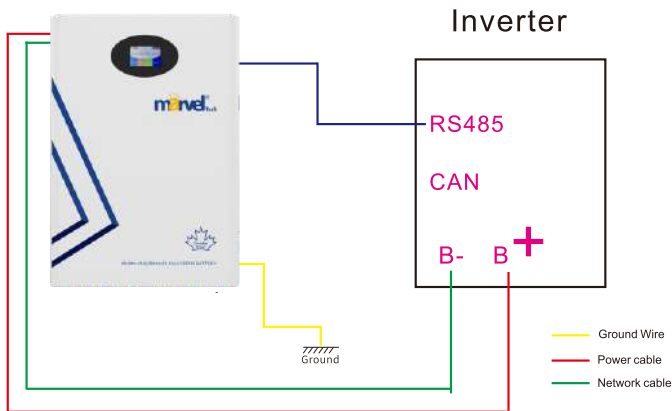 Inverter
marvel
RS485
CAN
B- B+
Ground
Ground Wire
Power cable
Network cable